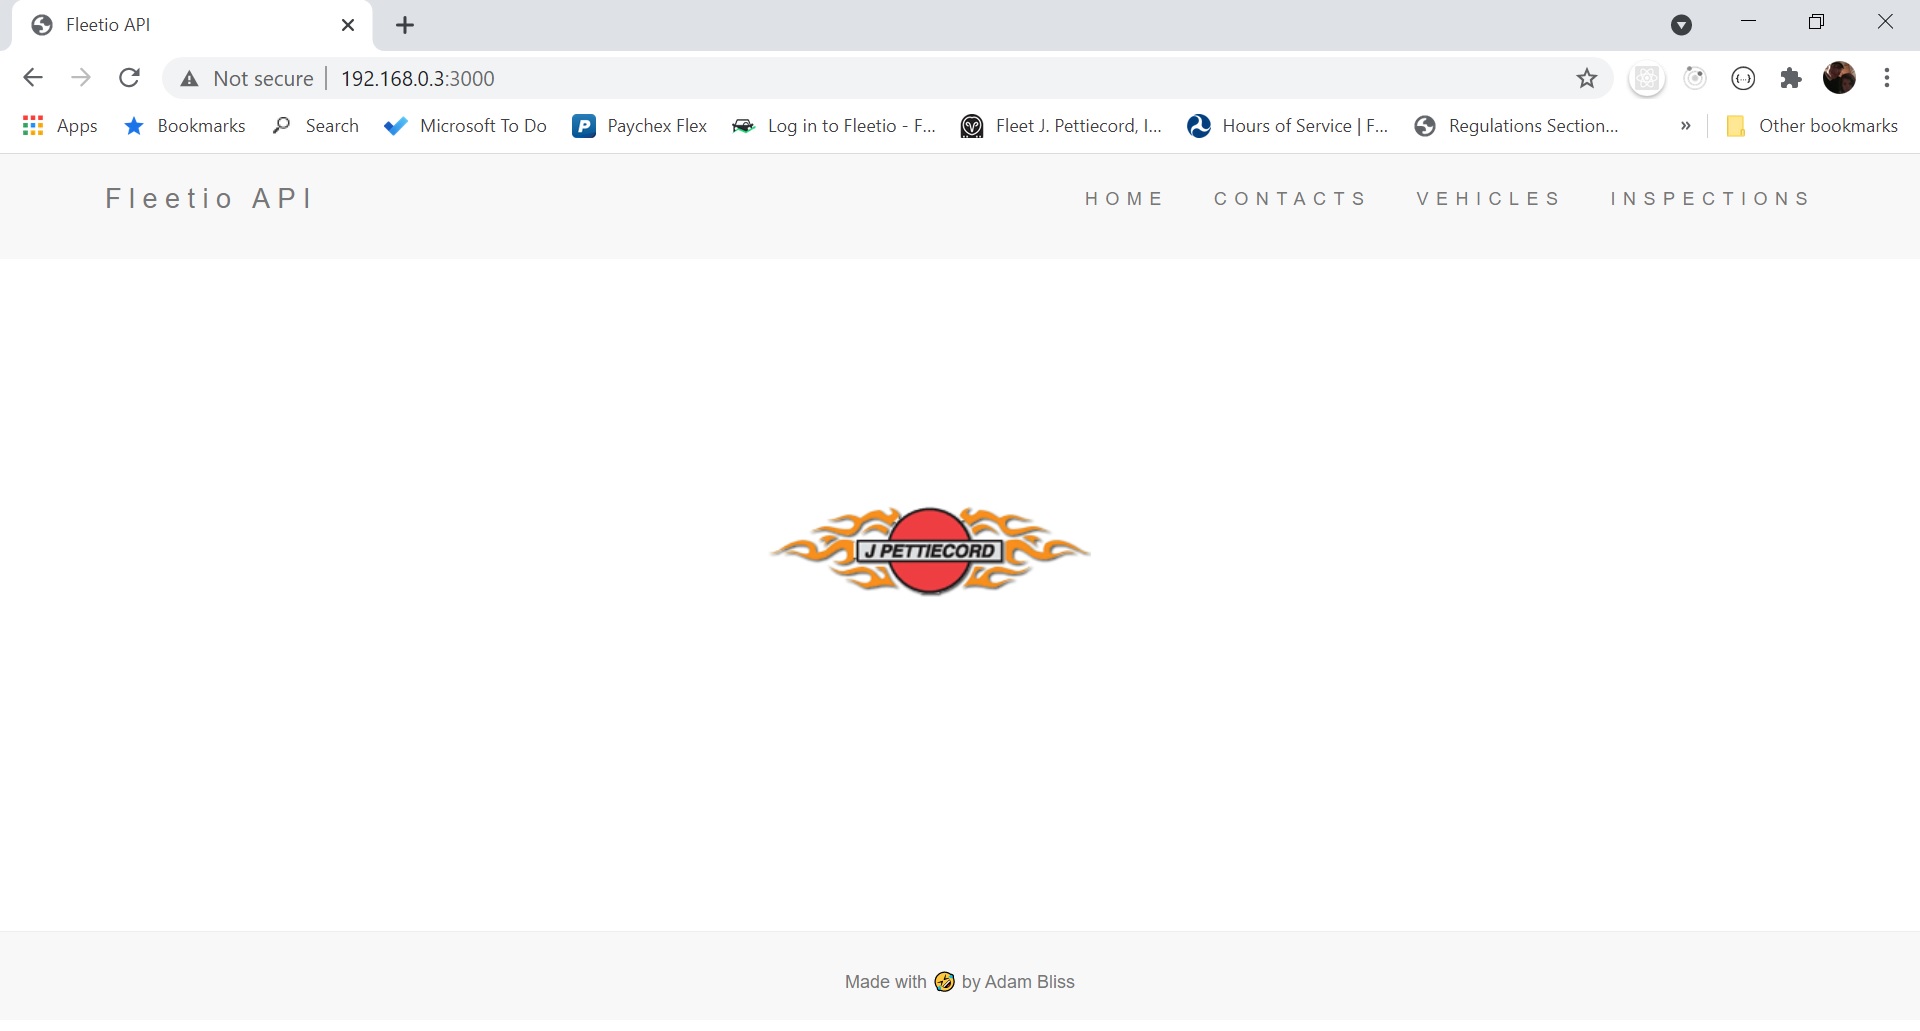 Fleetio API
Not secure | 192.168.0.3:3000
Apps Bookmarks Search Microsoft To Do Paychex Flex Log in to Fleetio - F... Fleet J. Pettiecord, I... Hours of Service | F... Regulations Section... » Other bookmarks
Fleetio API HOME CONTACTS VEHICLES INSPECTIONS
J PETTIECORD
Made with 🤣 by Adam Bliss